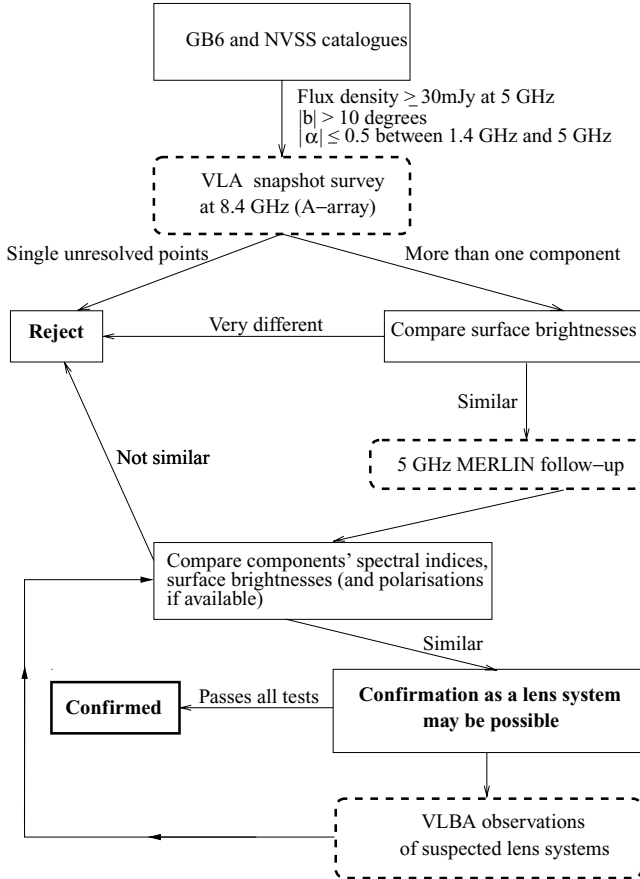 GB6 and NVSS catalogues
Flux density ≥ 30mJy at 5 GHz
|b| > 10 degrees
|α| ≤ 0.5 between 1.4 GHz and 5 GHz
VLA snapshot survey
at 8.4 GHz (A−array)
Single unresolved points
More than one component
Reject
Very different
Compare surface brightnesses
Similar
Not similar
5 GHz MERLIN follow−up
Compare components' spectral indices,
surface brightnesses (and polarisations
if available)
Similar
Confirmed
Passes all tests
Confirmation as a lens system
may be possible
VLBA observations
of suspected lens systems